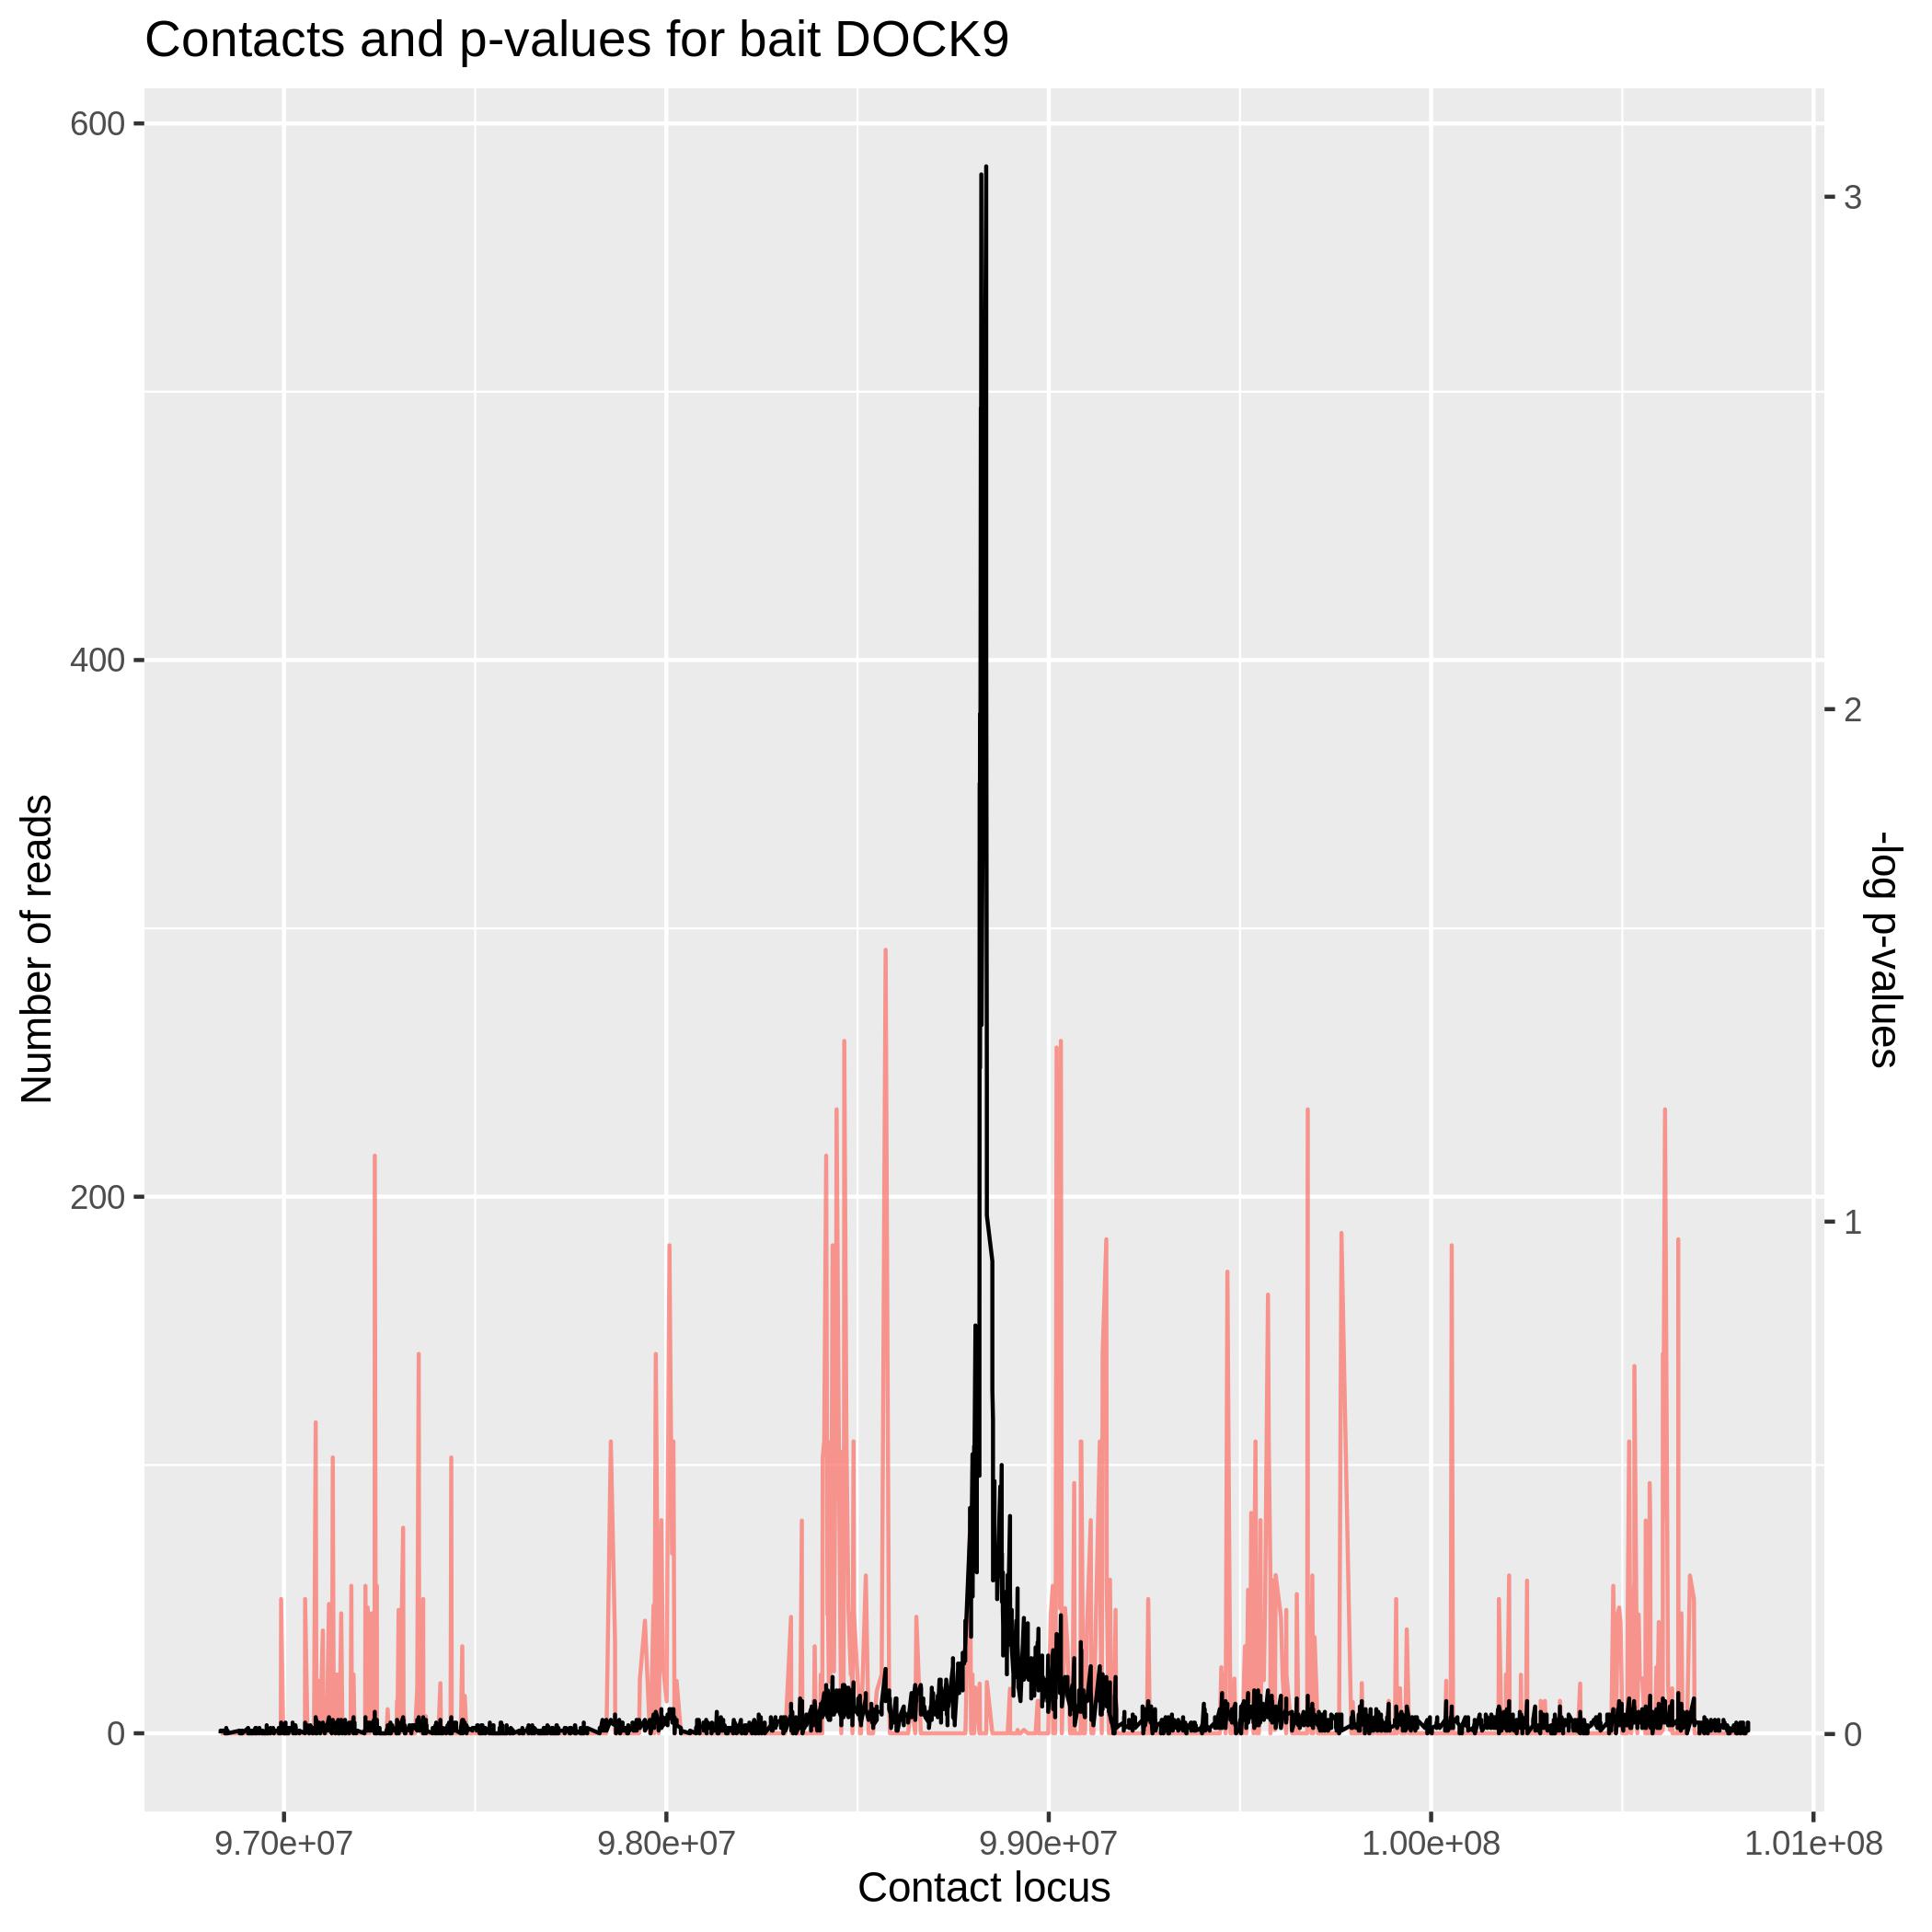 Contacts and p-values for bait DOCK9
600
400
200
0
Number of reads
3
2
1
0
-log p-values
9.70e+07
9.80e+07
9.90e+07
1.00e+08
1.01e+08
Contact locus